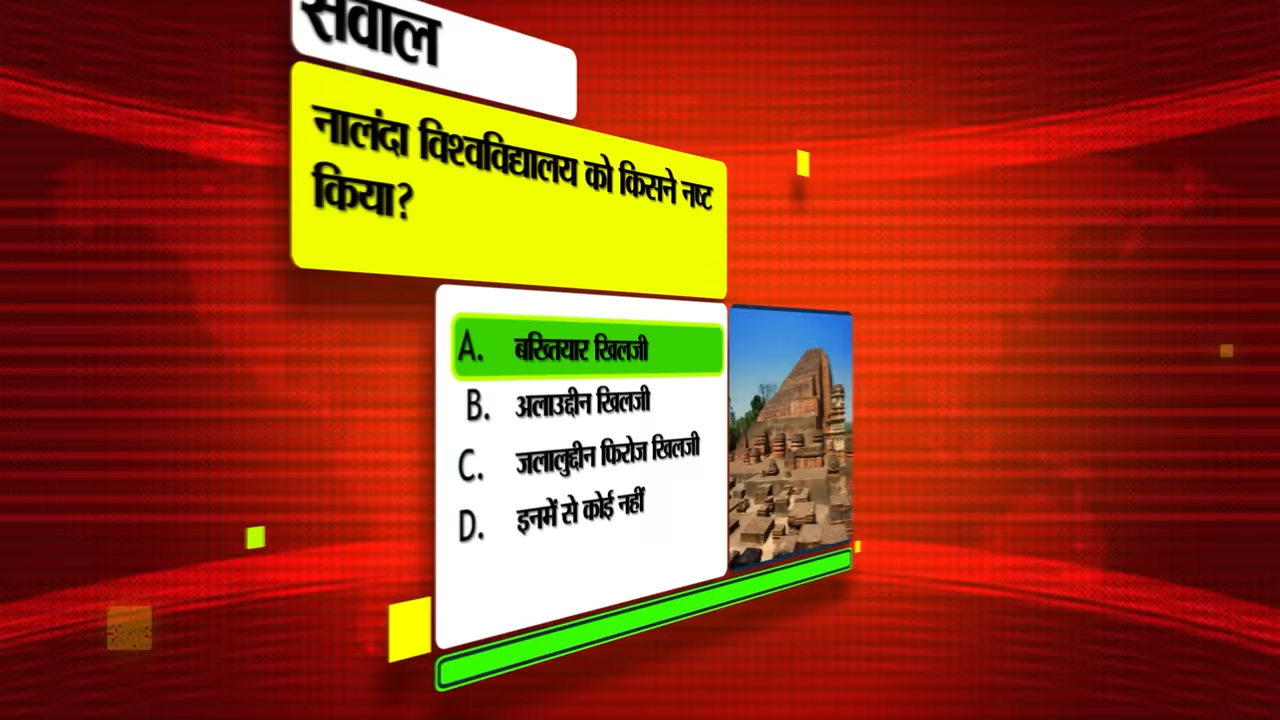 सवाल
नालंदा विश्वविद्यालय को किसने नष्ट
किया?
A. बख्तियार खिलजी
B. अलाउद्दीन खिलजी
C. जलालुद्दीन फिरोज खिलजी
D. इनमें से कोई नहीं